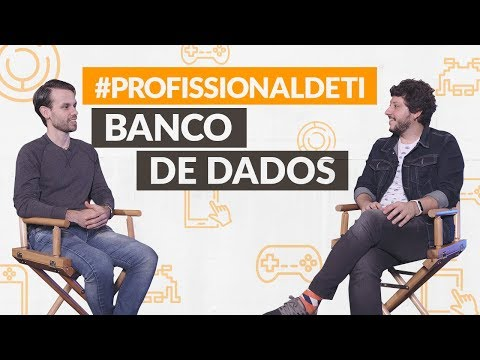 #PROFISSIONALDETI
BANCO
DE DADOS